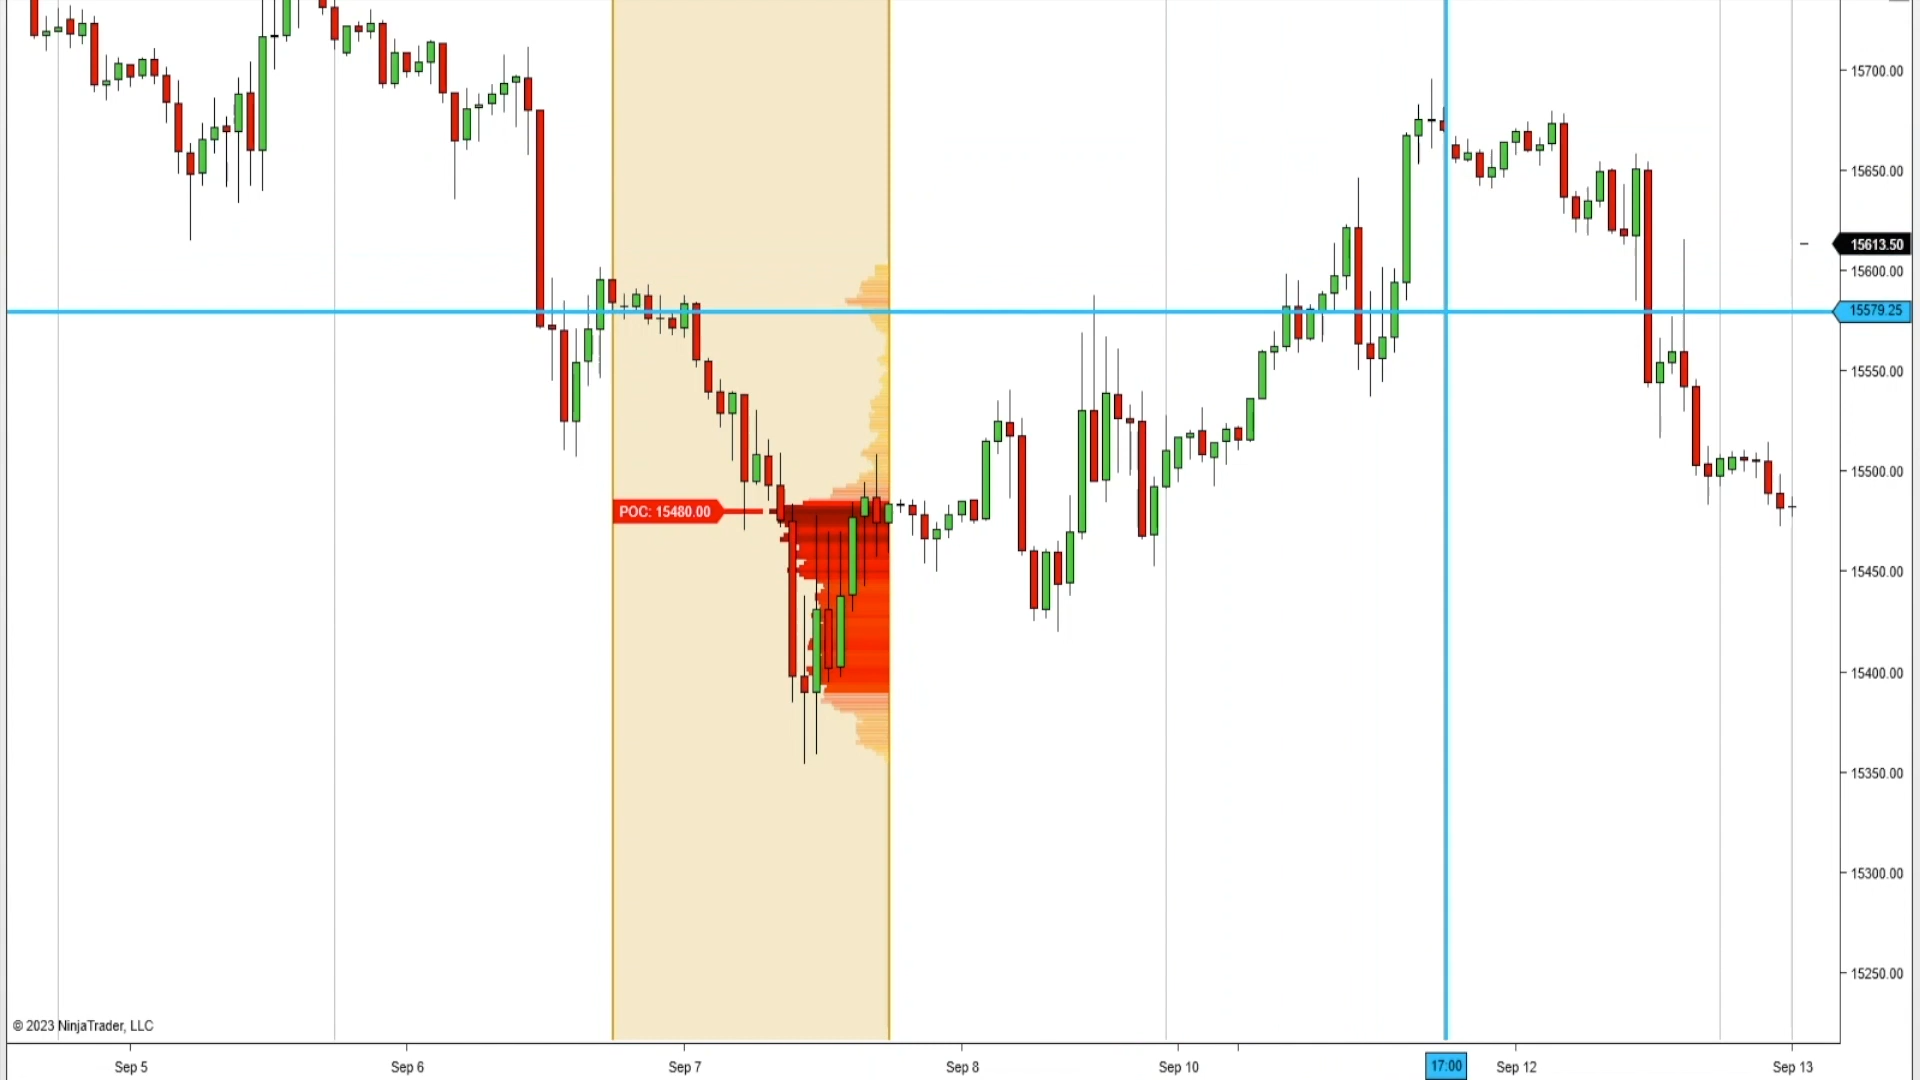 15700.00
15650.00
15613.50
15600.00
15579.25
15550.00
15500.00
POC: 15480.00
15450.00
15400.00
15350.00
15300.00
15250.00
© 2023 NinjaTrader, LLC
Sep 5
Sep 6
Sep 7
Sep 8
Sep 10
17:00
Sep 12
Sep 13